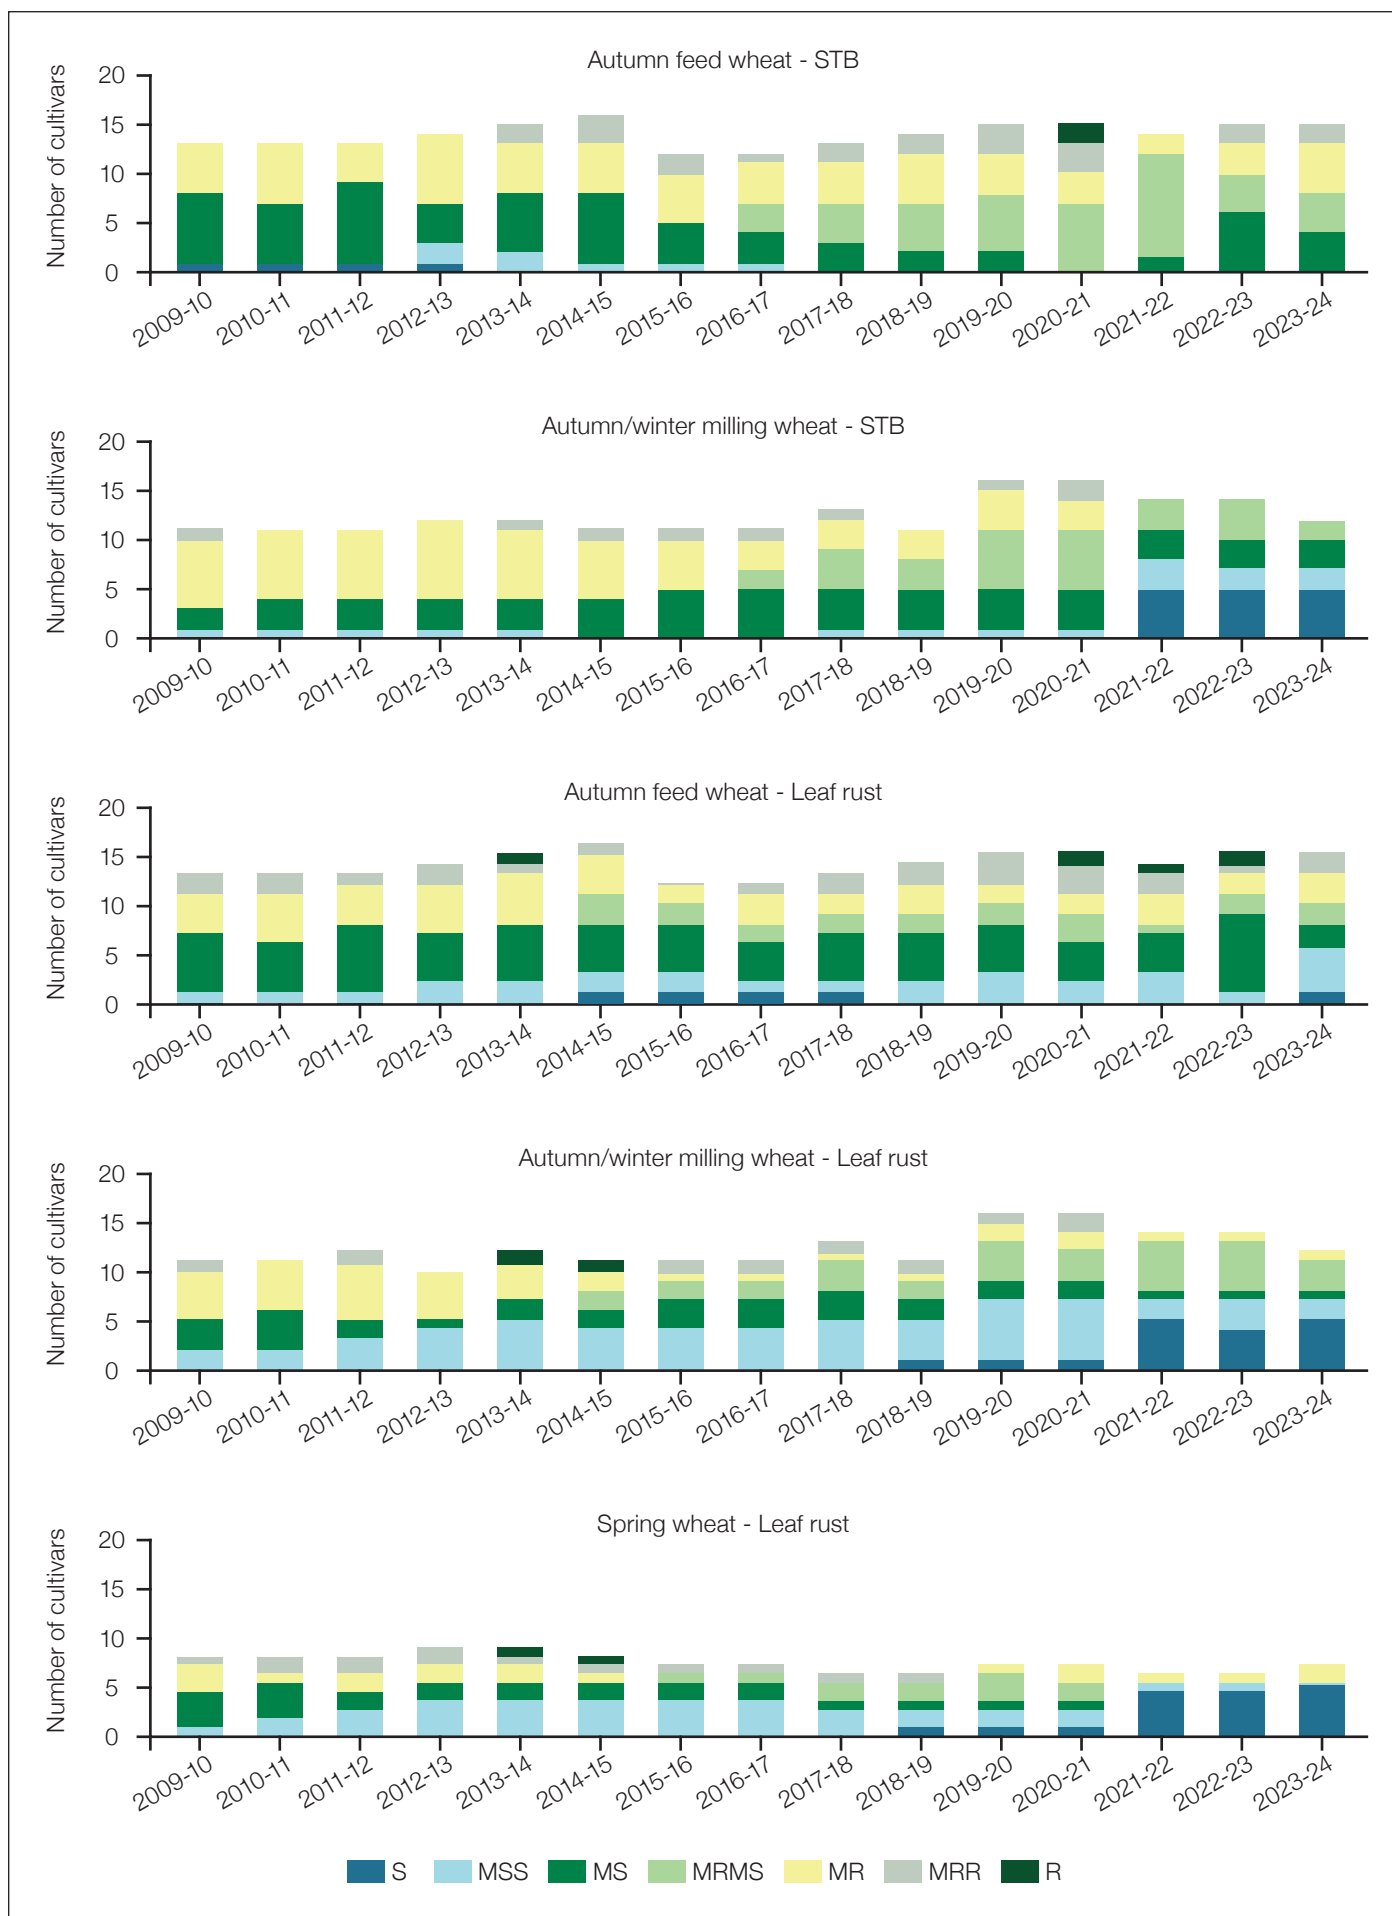 Autumn feed wheat - STB
Number of cultivars
20
15
10
5
0
2009-10 2010-11 2011-12 2012-13 2013-14 2014-15 2015-16 2016-17 2017-18 2018-19 2019-20 2020-21 2021-22 2022-23 2023-24
Autumn/winter milling wheat - STB
Number of cultivars
20
15
10
5
0
2009-10 2010-11 2011-12 2012-13 2013-14 2014-15 2015-16 2016-17 2017-18 2018-19 2019-20 2020-21 2021-22 2022-23 2023-24
Autumn feed wheat - Leaf rust
Number of cultivars
20
15
10
5
0
2009-10 2010-11 2011-12 2012-13 2013-14 2014-15 2015-16 2016-17 2017-18 2018-19 2019-20 2020-21 2021-22 2022-23 2023-24
Autumn/winter milling wheat - Leaf rust
Number of cultivars
20
15
10
5
0
2009-10 2010-11 2011-12 2012-13 2013-14 2014-15 2015-16 2016-17 2017-18 2018-19 2019-20 2020-21 2021-22 2022-23 2023-24
Spring wheat - Leaf rust
Number of cultivars
20
15
10
5
0
2009-10 2010-11 2011-12 2012-13 2013-14 2014-15 2015-16 2016-17 2017-18 2018-19 2019-20 2020-21 2021-22 2022-23 2023-24
S MSS MS MRMS MR MRR R